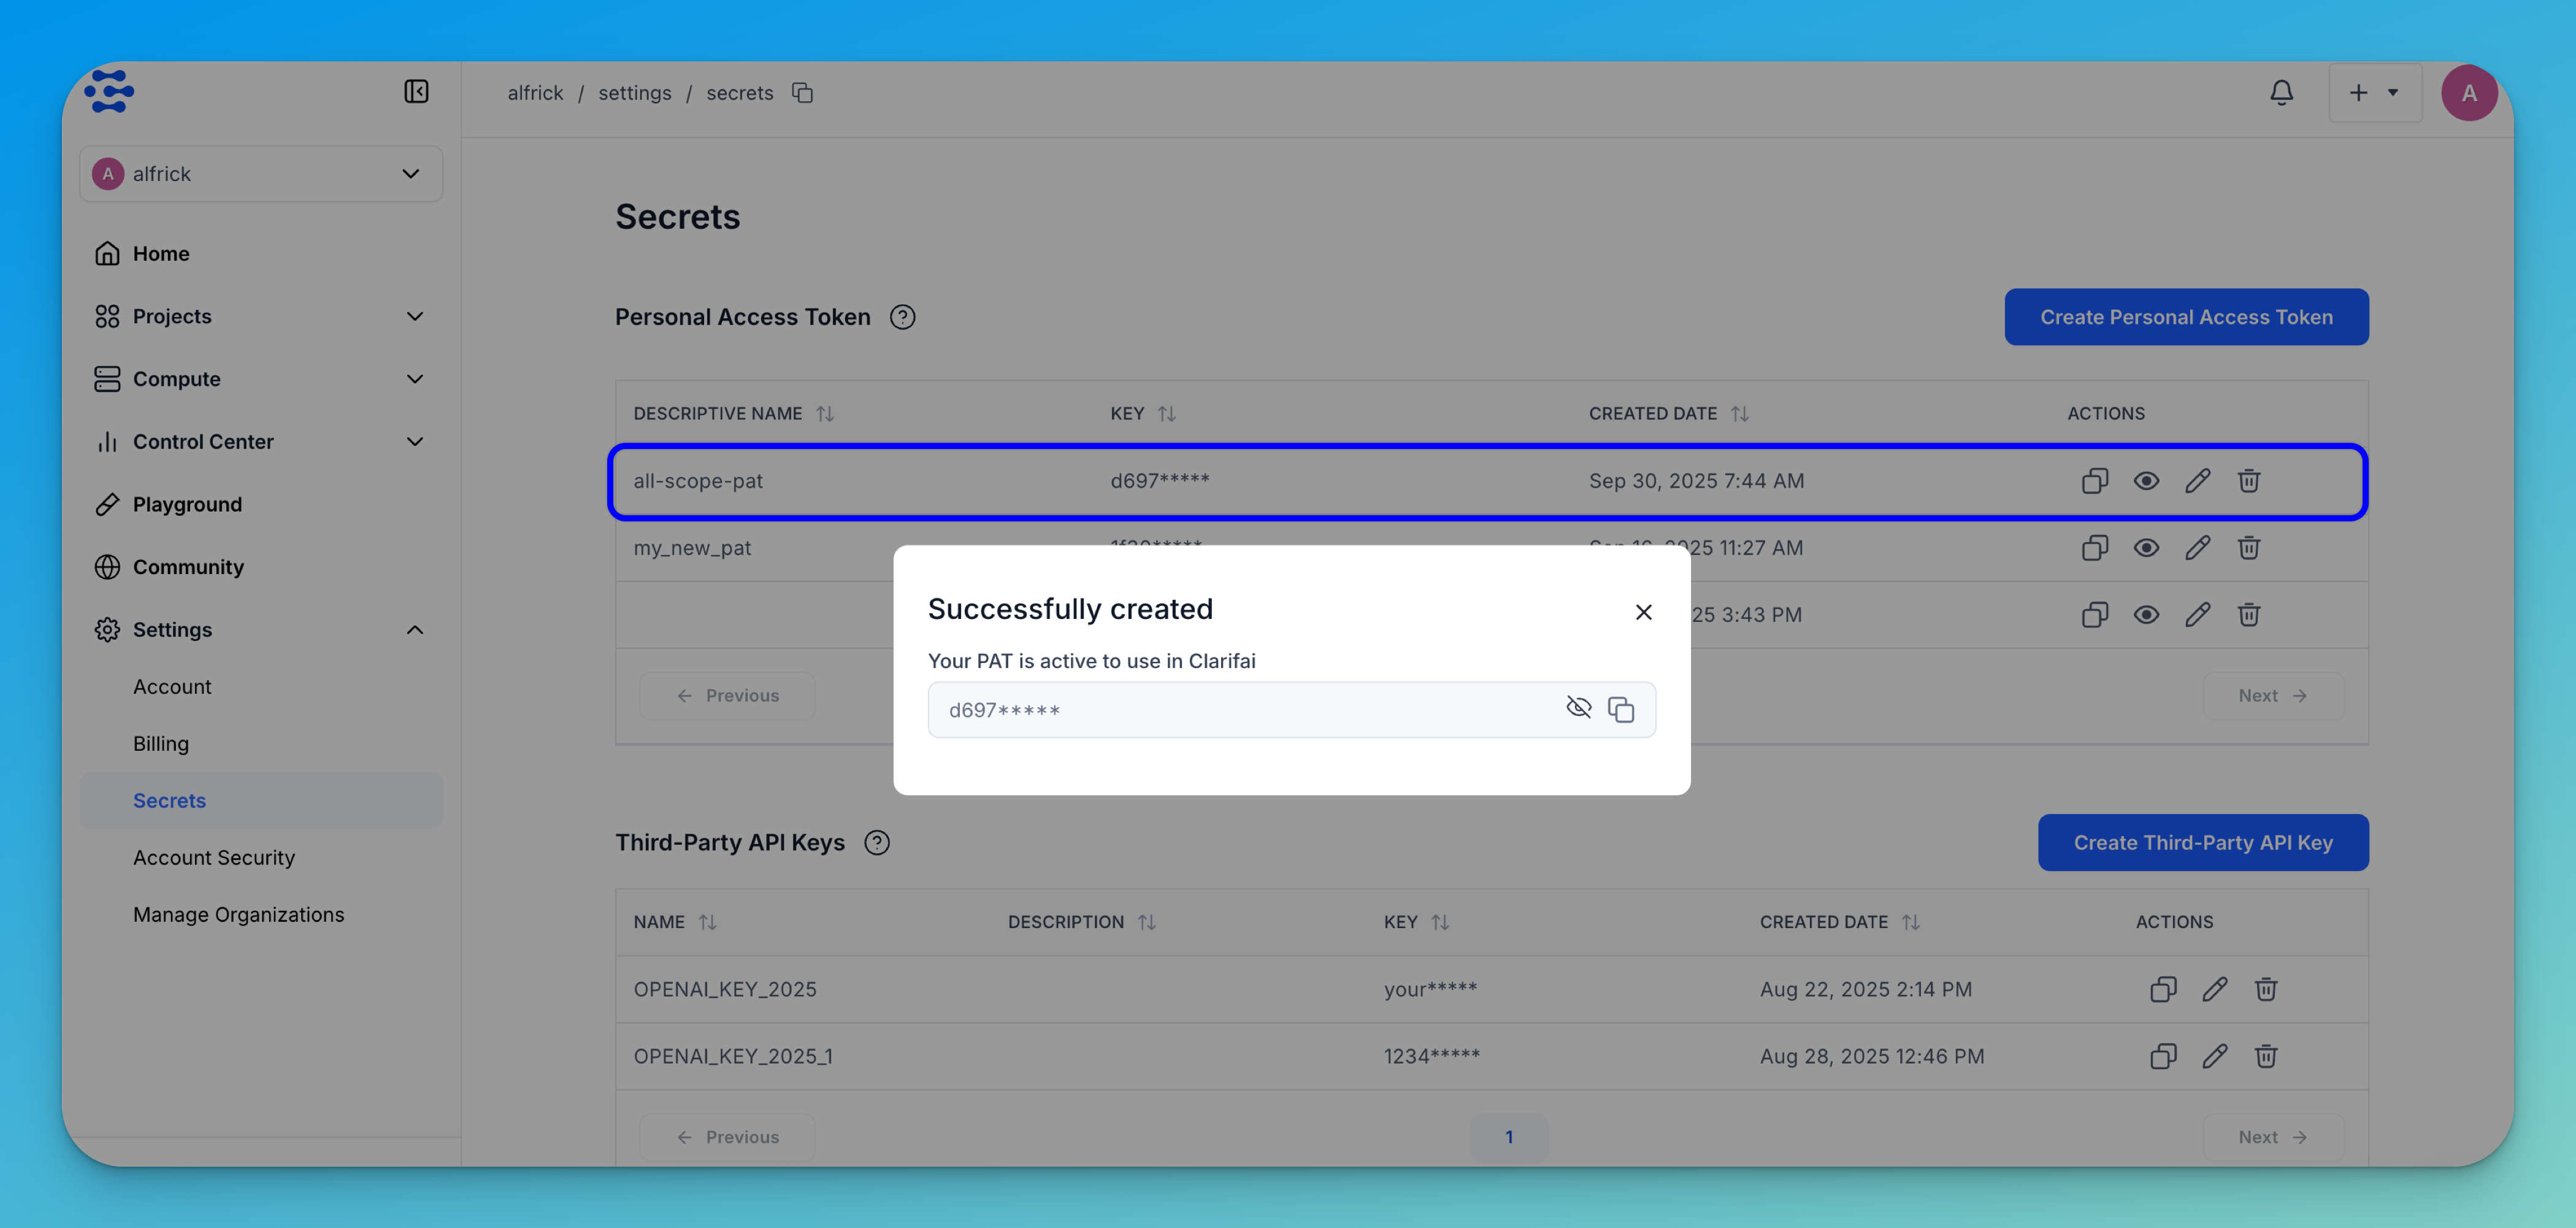 alfrick / settings / secrets
A
A alfrick
Home
Projects
Compute
Control Center
Playground
Community
Settings
Account
Billing
Secrets
Account Security
Manage Organizations
Secrets
Personal Access Token ?
Create Personal Access Token
DESCRIPTIVE NAME KEY CREATED DATE ACTIONS
all-scope-pat d697***** Sep 30, 2025 7:44 AM
my_new_pat 2025 11:27 AM
25 3:43 PM
Previous Next
Successfully created
Your PAT is active to use in Clarifai
d697*****
Third-Party API Keys ?
Create Third-Party API Key
NAME DESCRIPTION KEY CREATED DATE ACTIONS
OPENAI_KEY_2025 your***** Aug 22, 2025 2:14 PM
OPENAI_KEY_2025_1 1234***** Aug 28, 2025 12:46 PM
Previous 1 Next